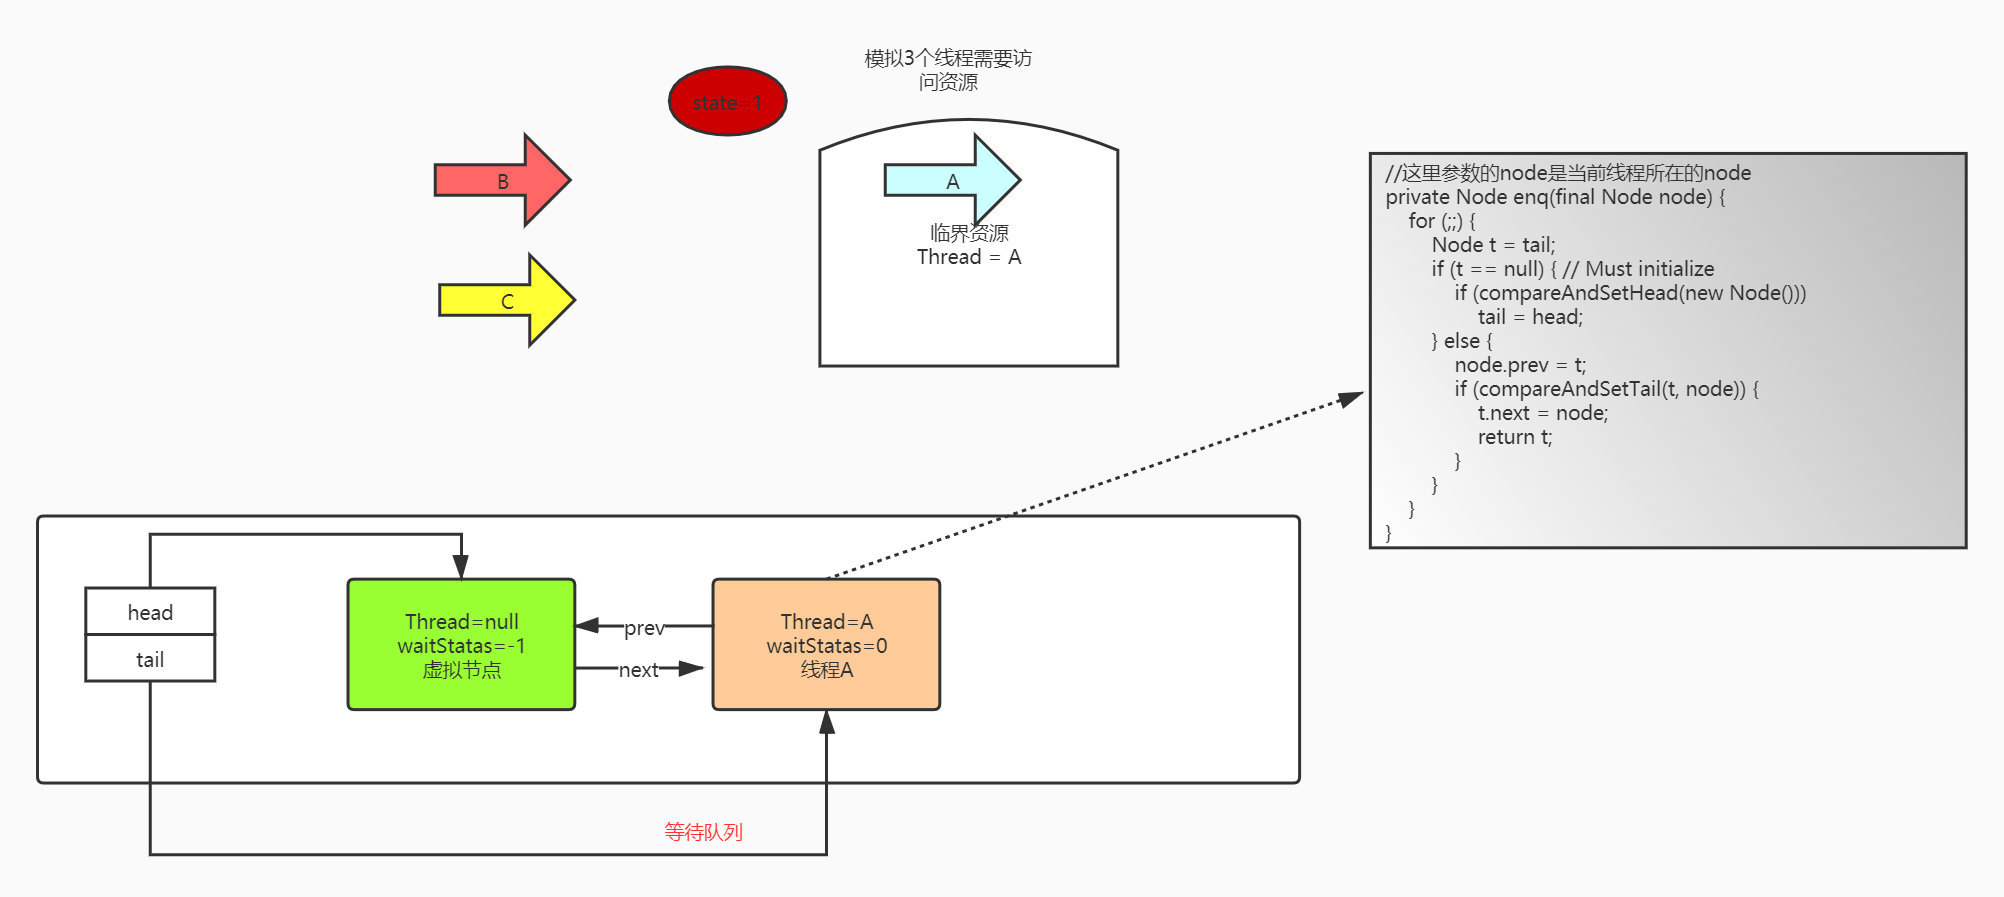 模拟3个线程需要访
问资源
state=1
B
A
C
临界资源
Thread = A
//这里参数的node是当前线程所在的node
private Node enq(final Node node) {
for (;;) {
Node t = tail;
if (t == null) { // Must initialize
if (compareAndSetHead(new Node()))
tail = head;
} else {
node.prev = t;
if (compareAndSetTail(t, node)) {
t.next = node;
return t;
}
}
}
}
head
tail
Thread=null
waitStatas=-1
虚拟节点
prev
next
Thread=A
waitStatas=0
线程A
等待队列